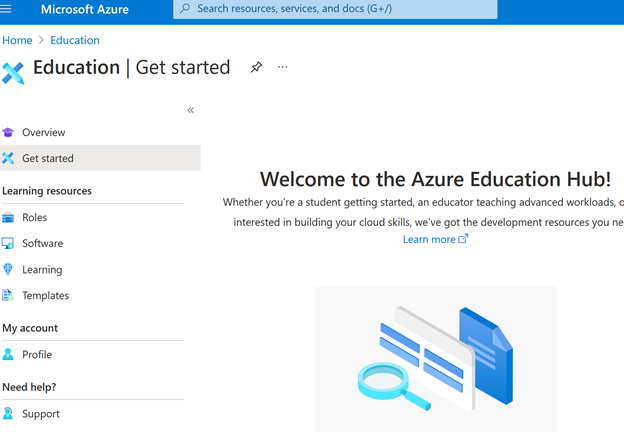 Microsoft Azure
Search resources, services, and docs (G+/)
Home > Education
Education | Get started
...
«
Overview
Get started
Learning resources
Roles
Software
Learning
Templates
My account
Profile
Need help?
Support
Welcome to the Azure Education Hub!
Whether you're a student getting started, an educator teaching advanced workloads, o
interested in building your cloud skills, we've got the development resources you ne
Learn more